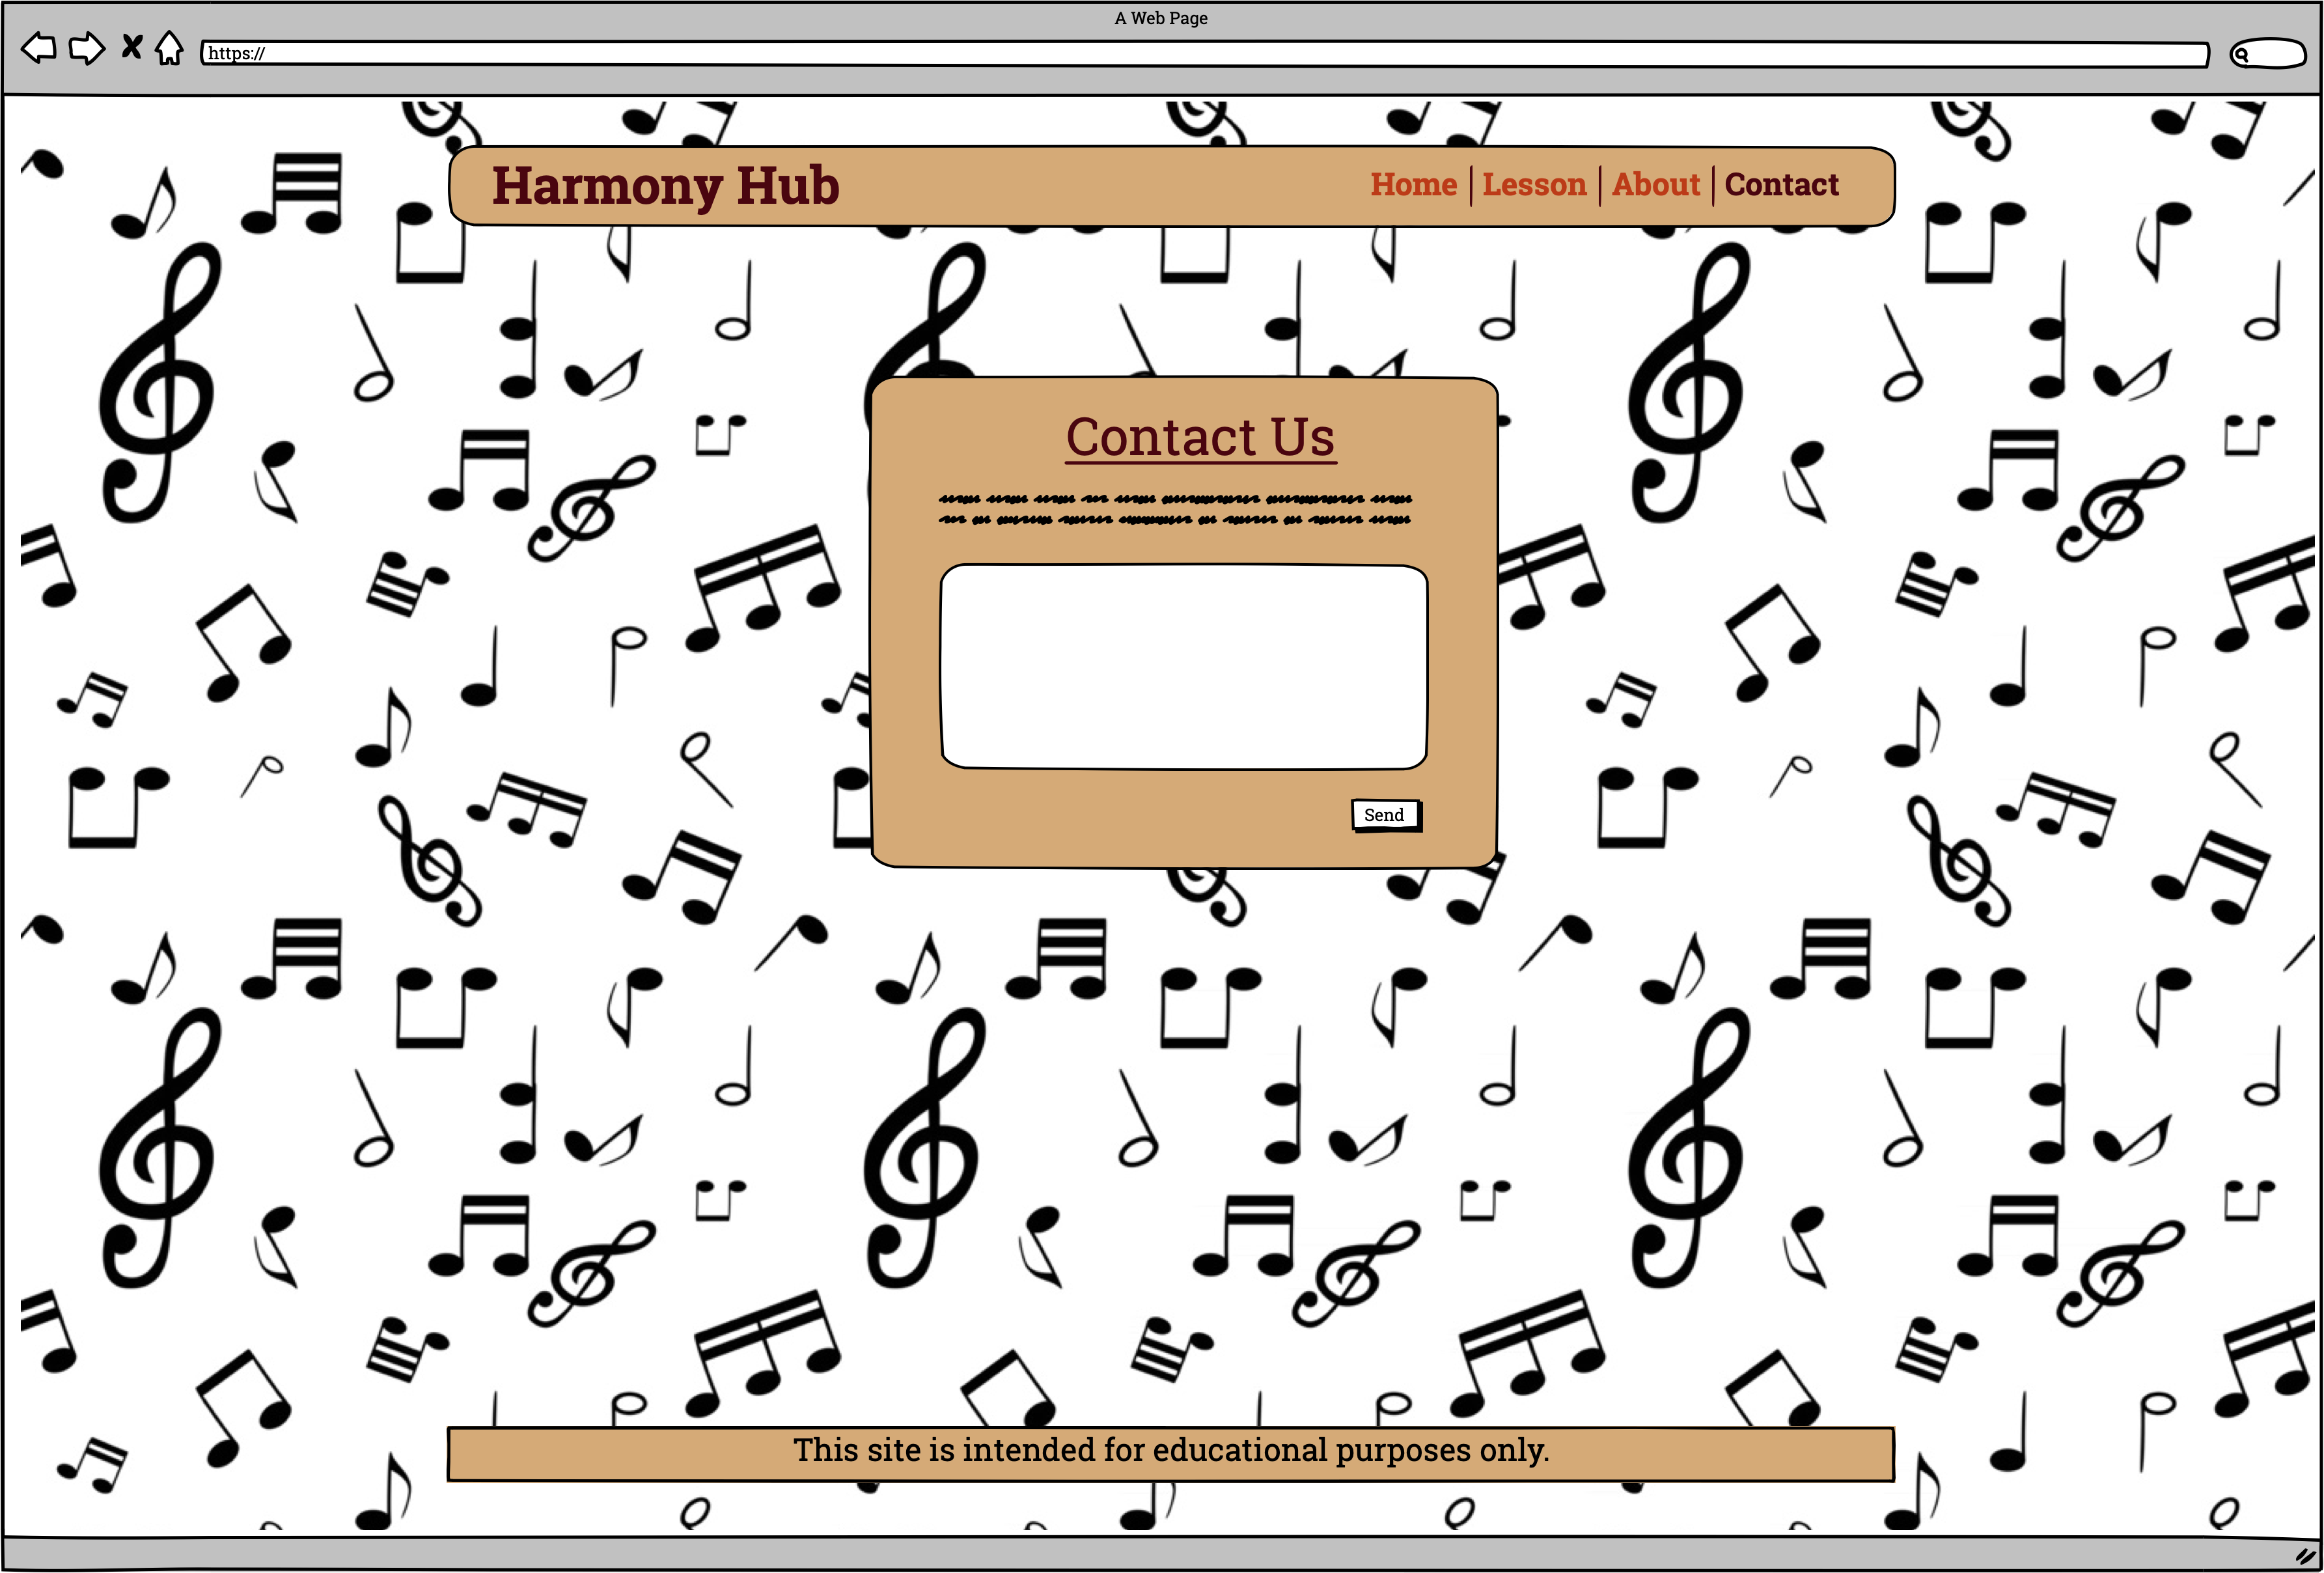 A Web Page
https://
Harmony Hub
Home | Lesson | About | Contact
Contact Us
Send
This site is intended for educational purposes only.